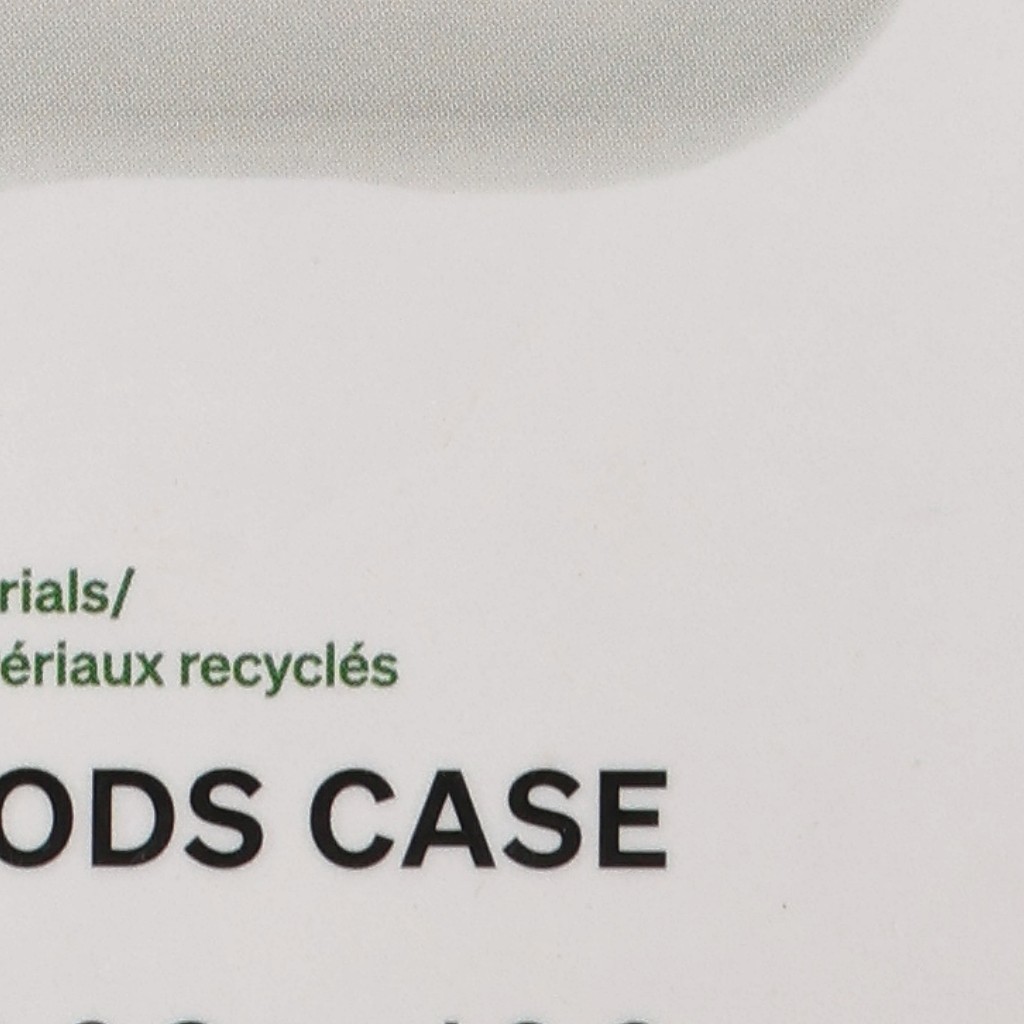 rials/
ériaux recyclés
ODS CASE